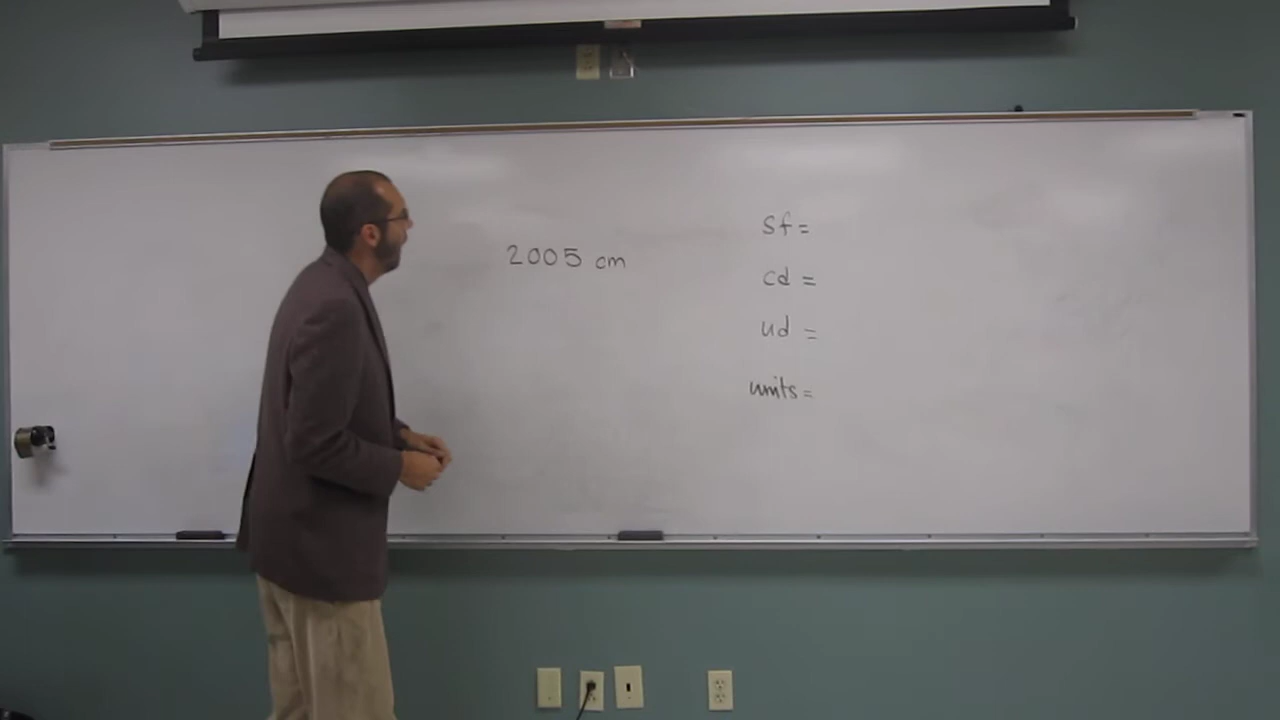 2005 cm
sf =
cd =
ud =
units =